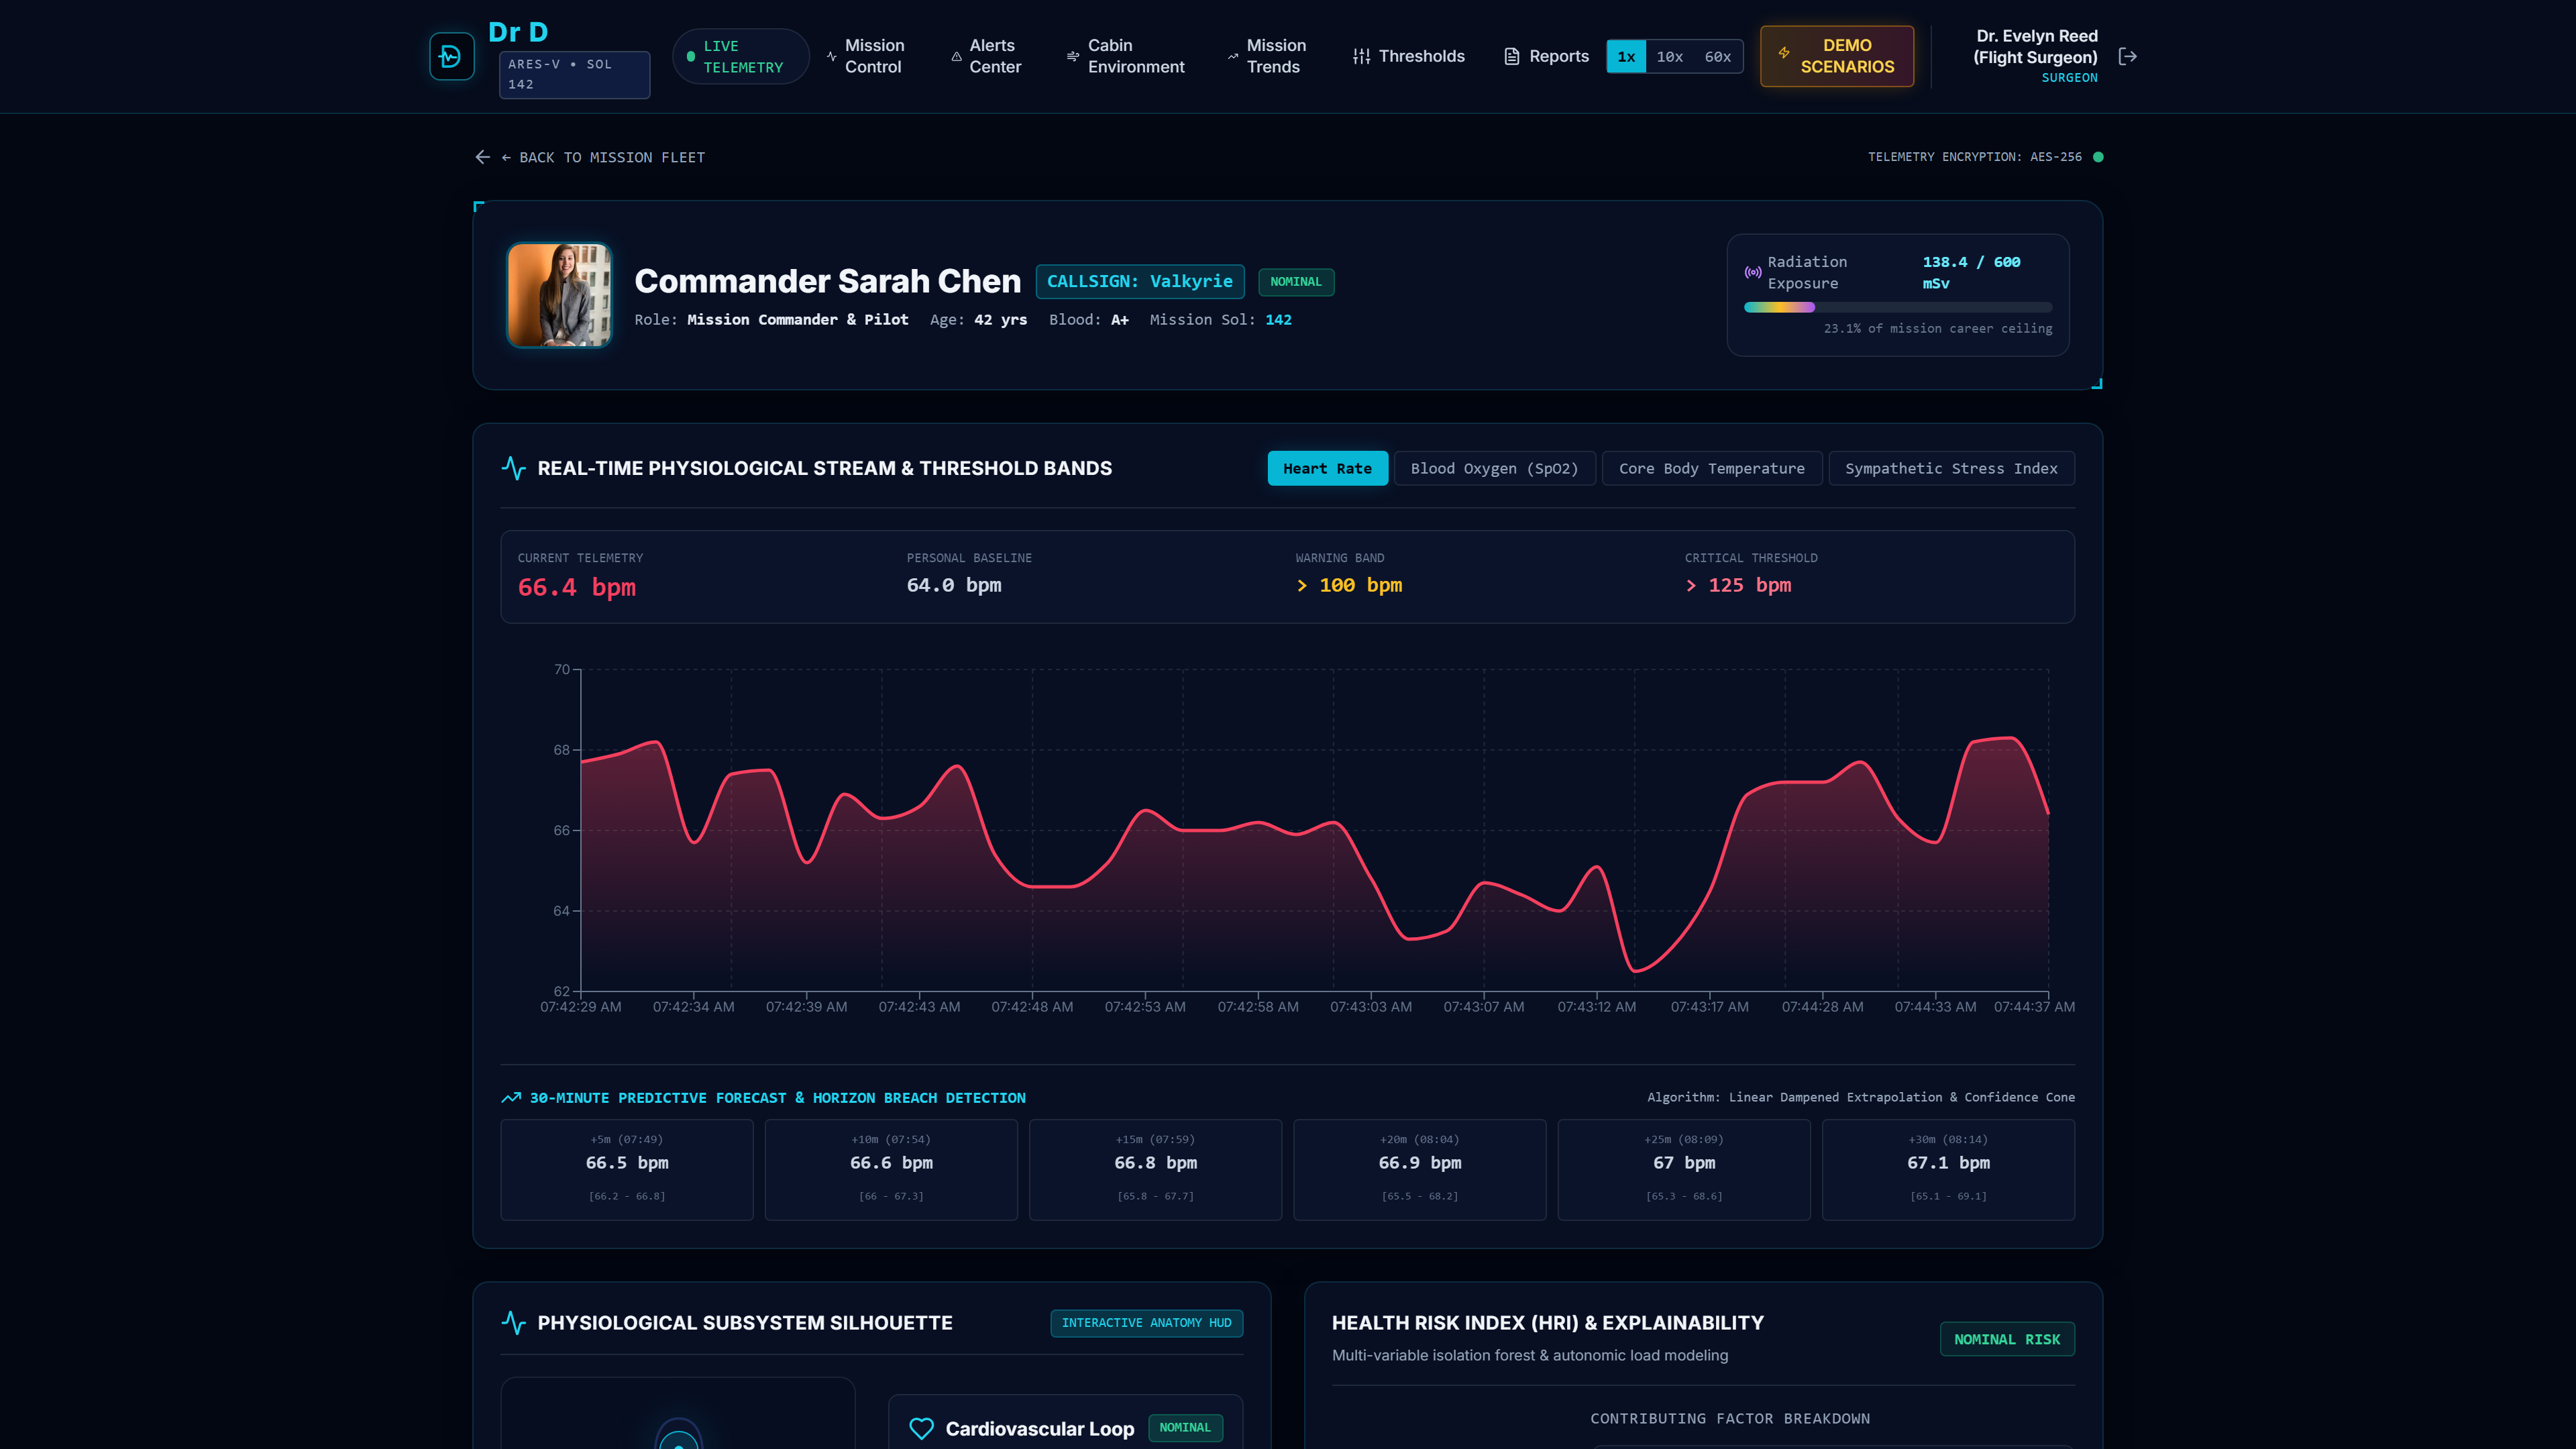 Dr D
ARES-V • SOL
142
LIVE
TELEMETRY
Mission
Control
Alerts
Center
Cabin
Environment
Mission
Trends
Thresholds
Reports
1x 10x 60x
DEMO
SCENARIOS
Dr. Evelyn Reed
(Flight Surgeon)
SURGEON
← BACK TO MISSION FLEET
TELEMETRY ENCRYPTION: AES-256
Commander Sarah Chen
CALLSIGN: Valkyrie
NOMINAL
Role: Mission Commander & Pilot Age: 42 yrs Blood: A+ Mission Sol: 142
Radiation
Exposure
138.4 / 600
mSv
23.1% of mission career ceiling
REAL-TIME PHYSIOLOGICAL STREAM & THRESHOLD BANDS
Heart Rate
Blood Oxygen (SpO2)
Core Body Temperature
Sympathetic Stress Index
CURRENT TELEMETRY
66.4 bpm
PERSONAL BASELINE
64.0 bpm
WARNING BAND
> 100 bpm
CRITICAL THRESHOLD
> 125 bpm
70
68
66
64
62
07:42:29 AM 07:42:34 AM 07:42:39 AM 07:42:43 AM 07:42:48 AM 07:42:53 AM 07:42:58 AM 07:43:03 AM 07:43:07 AM 07:43:12 AM 07:43:17 AM 07:44:28 AM 07:44:33 AM 07:44:37 AM
30-MINUTE PREDICTIVE FORECAST & HORIZON BREACH DETECTION
Algorithm: Linear Dampened Extrapolation & Confidence Cone
+5m (07:49)
66.5 bpm
[66.2 - 66.8]
+10m (07:54)
66.6 bpm
[66 - 67.3]
+15m (07:59)
66.8 bpm
[65.8 - 67.7]
+20m (08:04)
66.9 bpm
[65.5 - 68.2]
+25m (08:09)
67 bpm
[65.3 - 68.6]
+30m (08:14)
67.1 bpm
[65.1 - 69.1]
PHYSIOLOGICAL SUBSYSTEM SILHOUETTE
INTERACTIVE ANATOMY HUD
Cardiovascular Loop
NOMINAL
HEALTH RISK INDEX (HRI) & EXPLAINABILITY
Multi-variable isolation forest & autonomic load modeling
NOMINAL RISK
CONTRIBUTING FACTOR BREAKDOWN